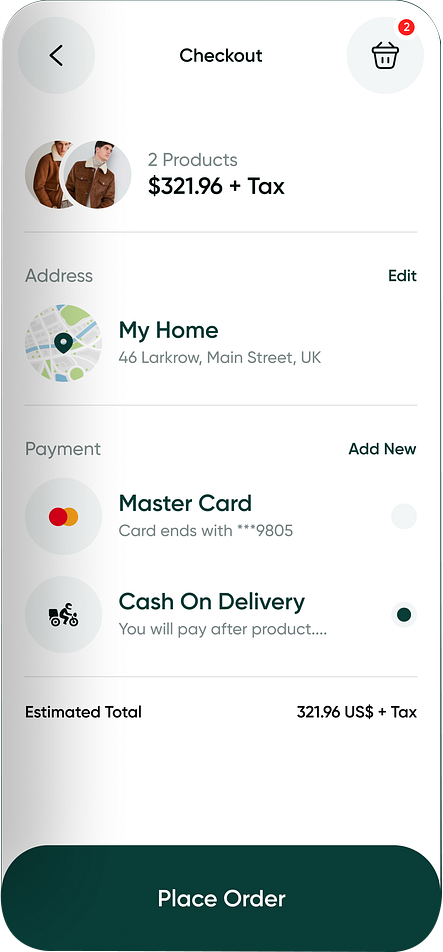 Checkout
2
2 Products
$321.96 + Tax
Address
Edit
My Home
46 Larkrow, Main Street, UK
Payment
Add New
Master Card
Card ends with ***9805
Cash On Delivery
You will pay after product....
Estimated Total
321.96 US$ + Tax
Place Order